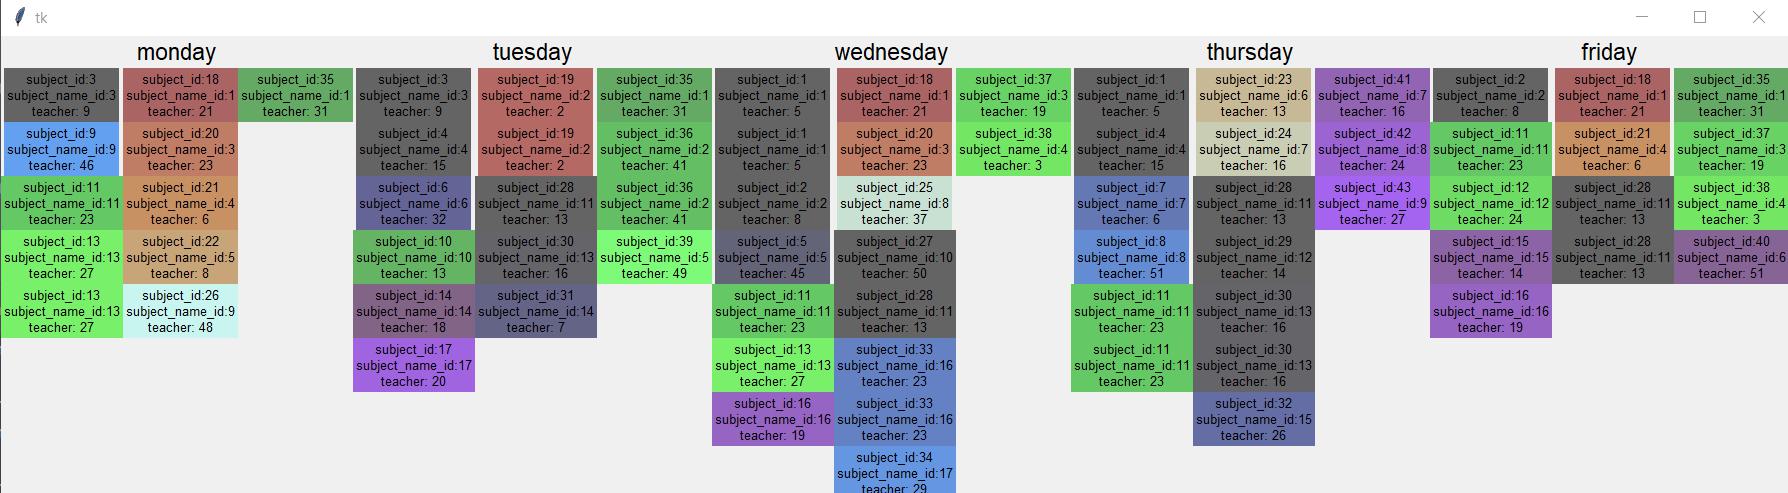 tk
monday
subject_id:3
subject_name_id:3
teacher: 9
subject_id:9
subject_name_id:9
teacher: 46
subject_id:11
subject_name_id:11
teacher: 23
subject_id:13
subject_name_id:13
teacher: 27
subject_id:13
subject_name_id:13
teacher: 27
subject_id:18
subject_name_id:1
teacher: 21
subject_id:20
subject_name_id:3
teacher: 23
subject_id:21
subject_name_id:4
teacher: 6
subject_id:22
subject_name_id:5
teacher: 8
subject_id:26
subject_name_id:9
teacher: 48
subject_id:35
subject_name_id:1
teacher: 31
tuesday
subject_id:3
subject_name_id:3
teacher: 9
subject_id:4
subject_name_id:4
teacher: 15
subject_id:6
subject_name_id:6
teacher: 32
subject_id:10
subject_name_id:10
teacher: 13
subject_id:14
subject_name_id:14
teacher: 18
subject_id:17
subject_name_id:17
teacher: 20
subject_id:19
subject_name_id:2
teacher: 2
subject_id:19
subject_name_id:2
teacher: 2
subject_id:28
subject_name_id:11
teacher: 13
subject_id:30
subject_name_id:13
teacher: 16
subject_id:31
subject_name_id:14
teacher: 7
subject_id:35
subject_name_id:1
teacher: 31
subject_id:36
subject_name_id:2
teacher: 41
subject_id:36
subject_name_id:2
teacher: 41
subject_id:39
subject_name_id:5
teacher: 49
wednesday
subject_id:1
subject_name_id:1
teacher: 5
subject_id:1
subject_name_id:1
teacher: 5
subject_id:2
subject_name_id:2
teacher: 8
subject_id:5
subject_name_id:5
teacher: 45
subject_id:11
subject_name_id:11
teacher: 23
subject_id:13
subject_name_id:13
teacher: 27
subject_id:16
subject_name_id:16
teacher: 19
subject_id:18
subject_name_id:1
teacher: 21
subject_id:20
subject_name_id:3
teacher: 23
subject_id:25
subject_name_id:8
teacher: 37
subject_id:27
subject_name_id:10
teacher: 50
subject_id:28
subject_name_id:11
teacher: 13
subject_id:33
subject_name_id:16
teacher: 23
subject_id:33
subject_name_id:16
teacher: 23
subject_id:34
subject_name_id:17
teacher: 29
subject_id:37
subject_name_id:3
teacher: 19
subject_id:38
subject_name_id:4
teacher: 3
thursday
subject_id:1
subject_name_id:1
teacher: 5
subject_id:4
subject_name_id:4
teacher: 15
subject_id:7
subject_name_id:7
teacher: 6
subject_id:8
subject_name_id:8
teacher: 51
subject_id:11
subject_name_id:11
teacher: 23
subject_id:11
subject_name_id:11
teacher: 23
subject_id:23
subject_name_id:6
teacher: 13
subject_id:24
subject_name_id:7
teacher: 16
subject_id:28
subject_name_id:11
teacher: 13
subject_id:29
subject_name_id:12
teacher: 14
subject_id:30
subject_name_id:13
teacher: 16
subject_id:30
subject_name_id:13
teacher: 16
subject_id:32
subject_name_id:15
teacher: 26
subject_id:41
subject_name_id:7
teacher: 16
subject_id:42
subject_name_id:8
teacher: 24
subject_id:43
subject_name_id:9
teacher: 27
friday
subject_id:2
subject_name_id:2
teacher: 8
subject_id:11
subject_name_id:11
teacher: 23
subject_id:12
subject_name_id:12
teacher: 24
subject_id:15
subject_name_id:15
teacher: 14
subject_id:16
subject_name_id:16
teacher: 19
subject_id:18
subject_name_id:1
teacher: 21
subject_id:21
subject_name_id:4
teacher: 6
subject_id:28
subject_name_id:11
teacher: 13
subject_id:28
subject_name_id:11
teacher: 13
subject_id:35
subject_name_id:1
teacher: 31
subject_id:37
subject_name_id:3
teacher: 19
subject_id:38
subject_name_id:4
teacher: 3
subject_id:40
subject_name_id:6
teacher: 51